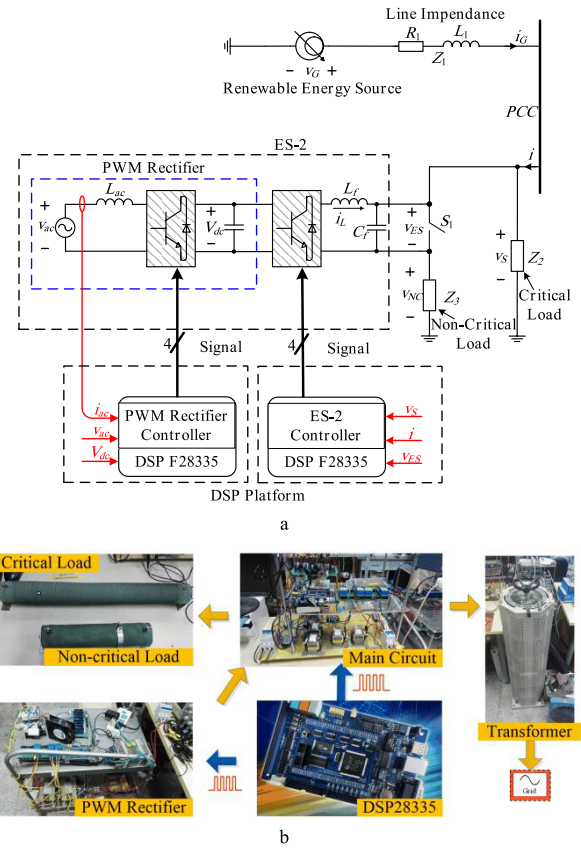 Line Impendance
R1 L1
Z1
iG
− vG +
Renewable Energy Source
PCC
ES-2
PWM Rectifier
Lac
+
vac
−
+
Vdc
−
Lf
iL
Cf
+
vES
−
S1
i
+
vS
−
Z2
Critical
Load
+
vNC
−
Z3
Non-Critical
Load
4 Signal
4 Signal
iac
vac
Vdc
PWM Rectifier
Controller
DSP F28335
ES-2
Controller
DSP F28335
vS
i
vES
DSP Platform
a
Critical Load
Non-critical Load
Main Circuit
Transformer
PWM Rectifier
DSP28335
Grid
b